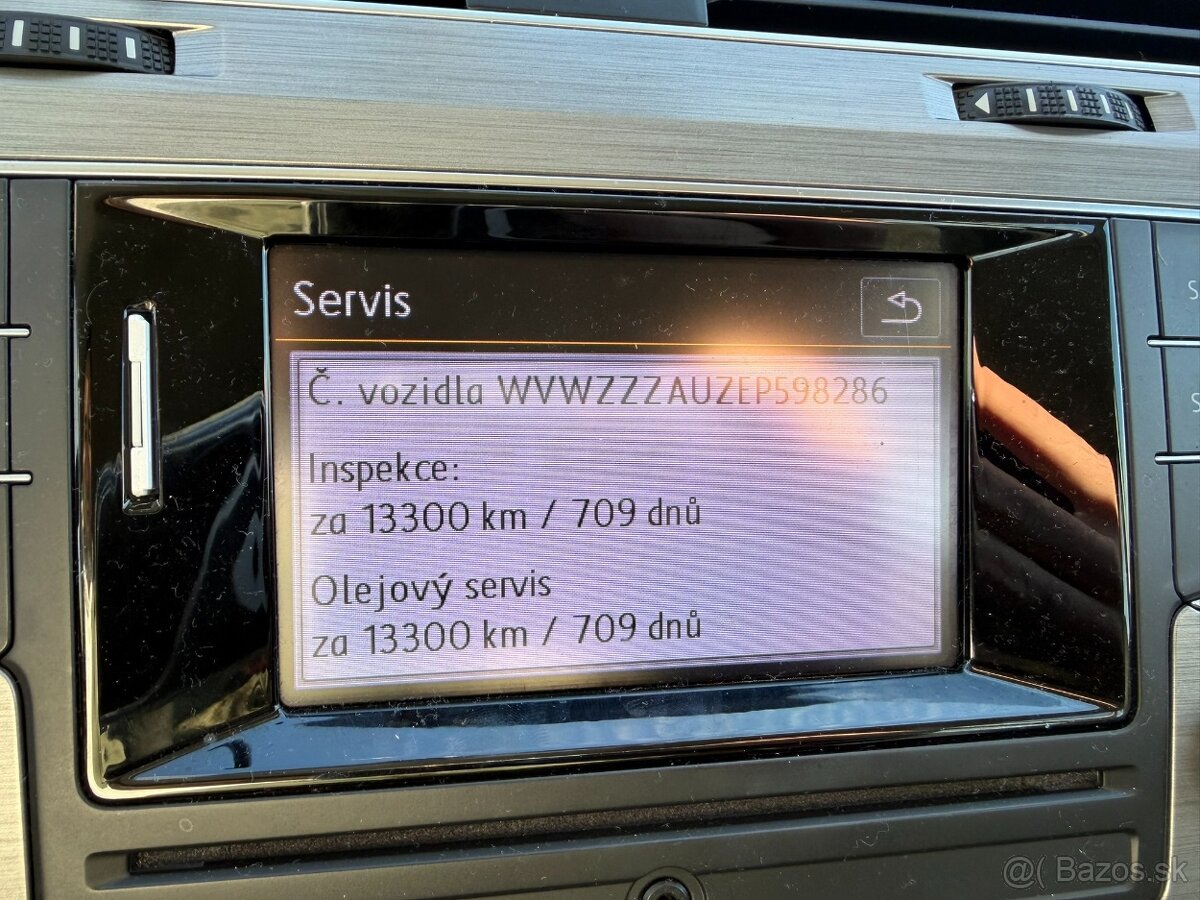 Servis
Č. vozidla WVWZZZAUZEP598286
Inspekce:
za 13300 km / 709 dnů
Olejový servis
za 13300 km / 709 dnů
S
S
@( Bazos.sk